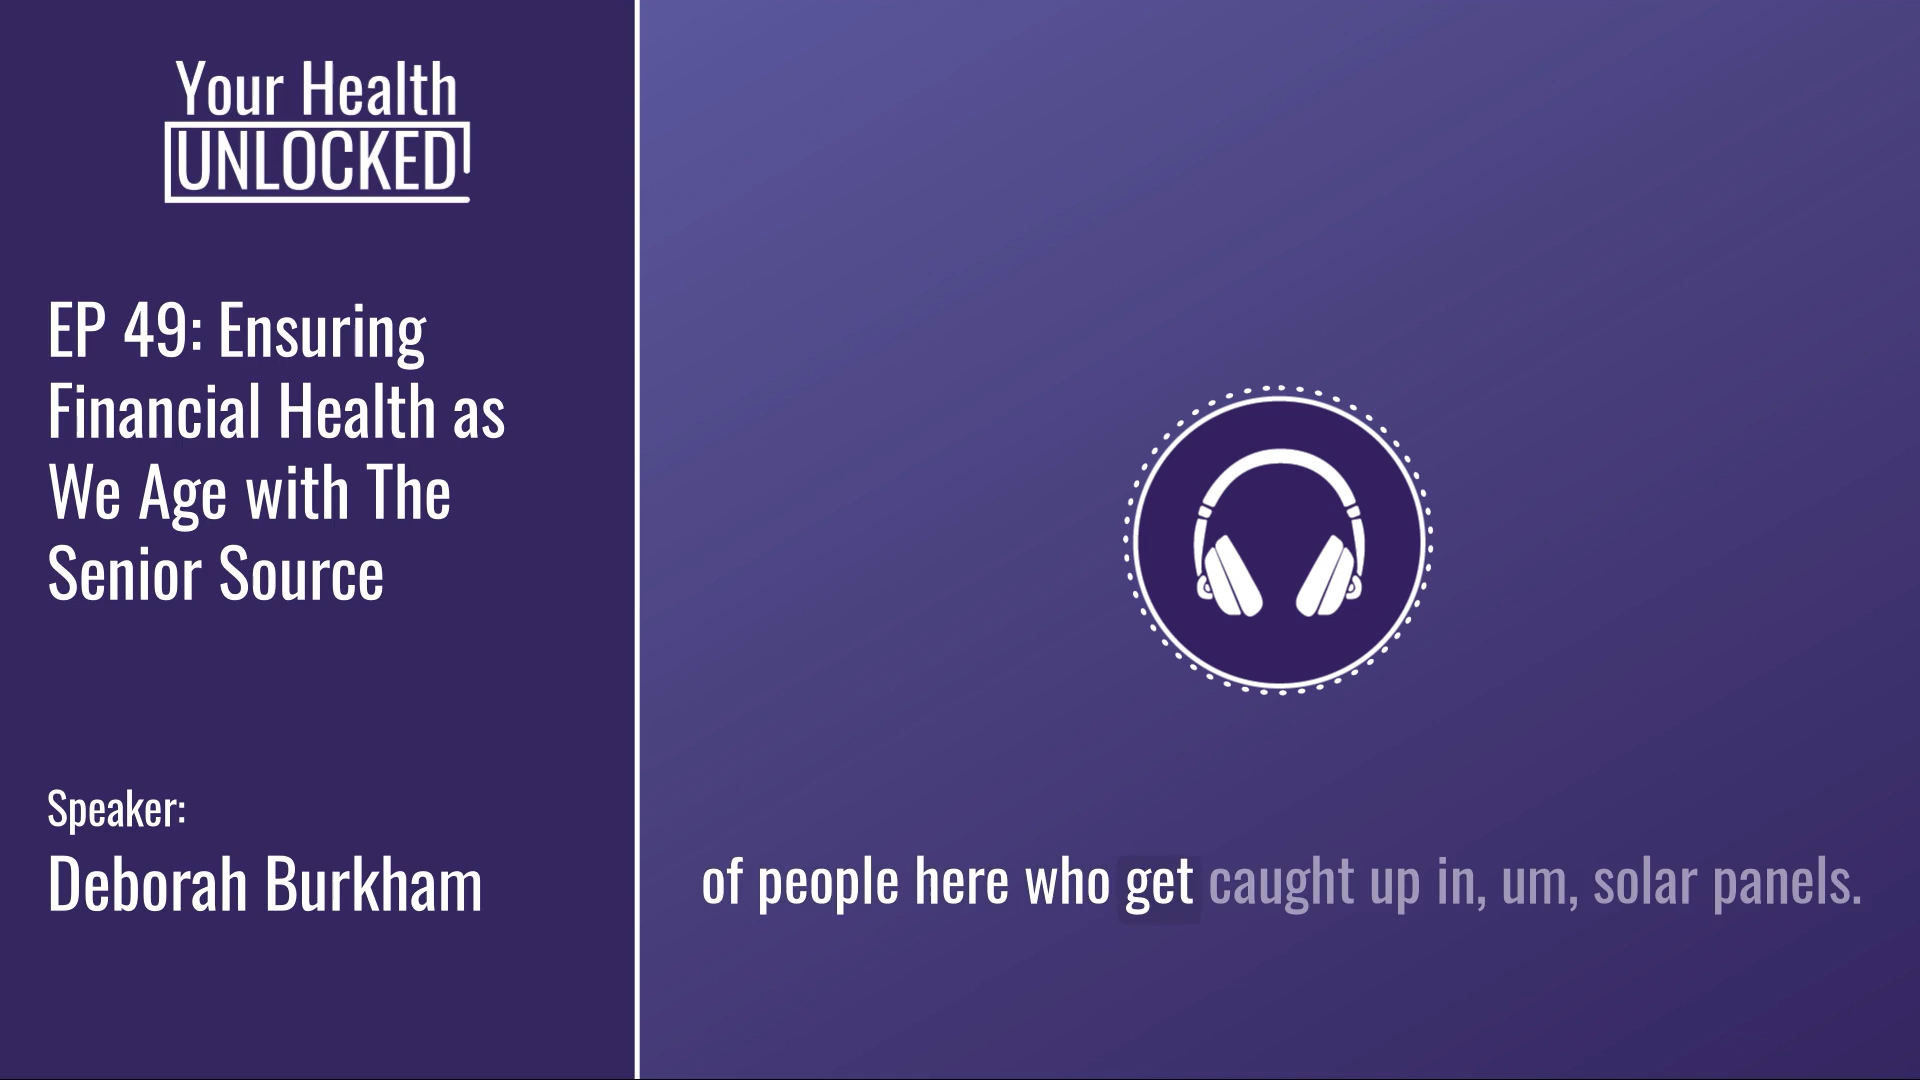 Your Health
UNLOCKED
EP 49: Ensuring
Financial Health as
We Age with The
Senior Source
Speaker:
Deborah Burkham
of people here who get caught up in, um, solar panels.